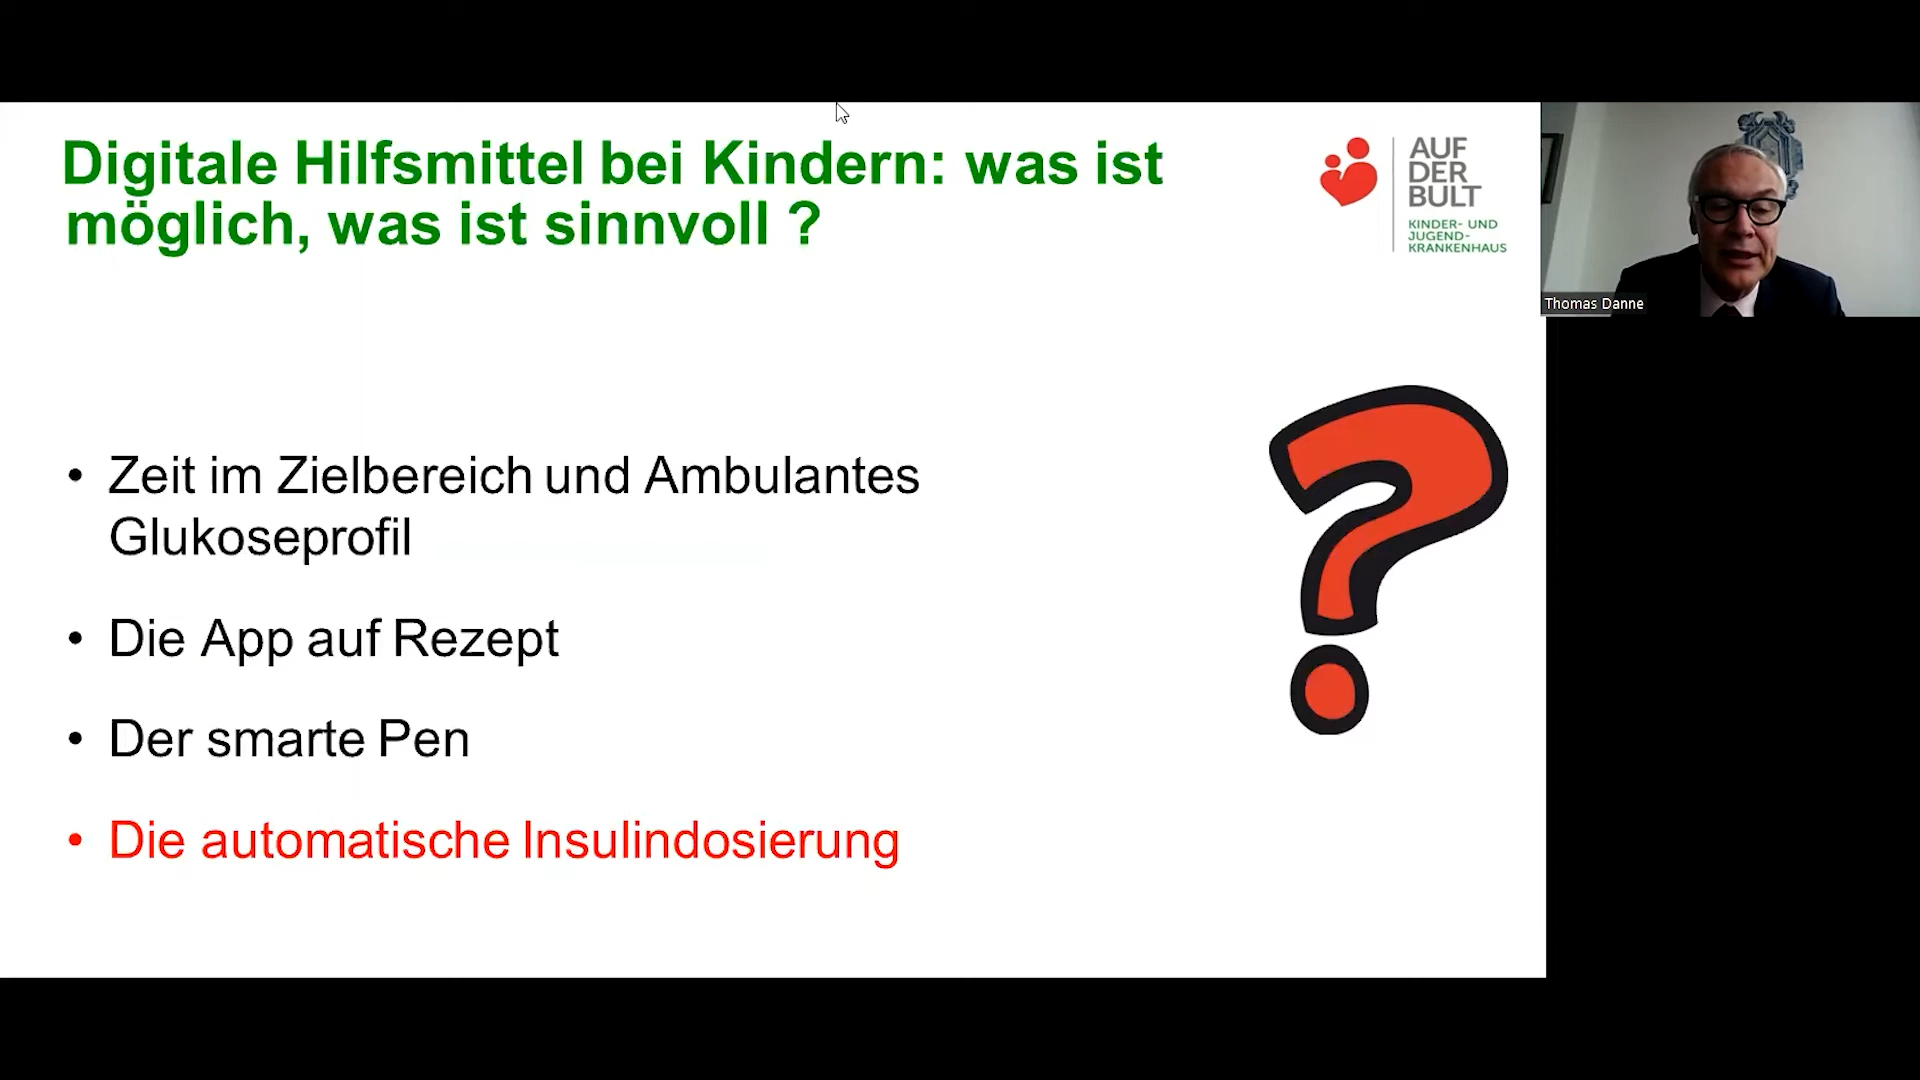 Digitale Hilfsmittel bei Kindern: was ist
möglich, was ist sinnvoll ?
AUF
DER
BULT
KINDER- UND
JUGEND-
KRANKENHAUS
Thomas Danne
• Zeit im Zielbereich und Ambulantes
Glukoseprofil
• Die App auf Rezept
• Der smarte Pen
• Die automatische Insulindosierung
?